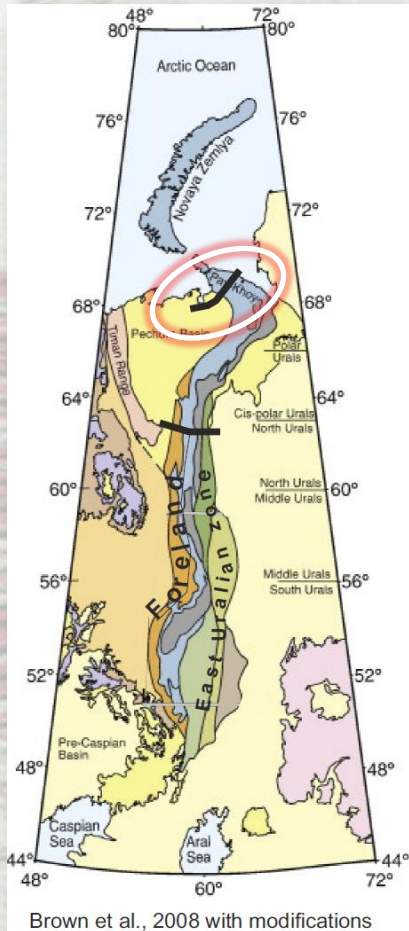 48°
72°
80°
80°
Arctic Ocean
76°
76°
Novaya Zemlya
72°
72°
Pai-Khoy
68°
68°
Pechora Basin
Timan Range
Polar
Urals
64°
64°
Cis-polar Urals
North Urals
60°
North Urals
60°
Middle Urals
Foreland
East Uralian zone
56°
Middle Urals
56°
South Urals
52°
52°
Pre-Caspian
Basin
48°
48°
Caspian
Sea
Aral
Sea
44°
44°
48°
60°
72°
Brown et al., 2008 with modifications